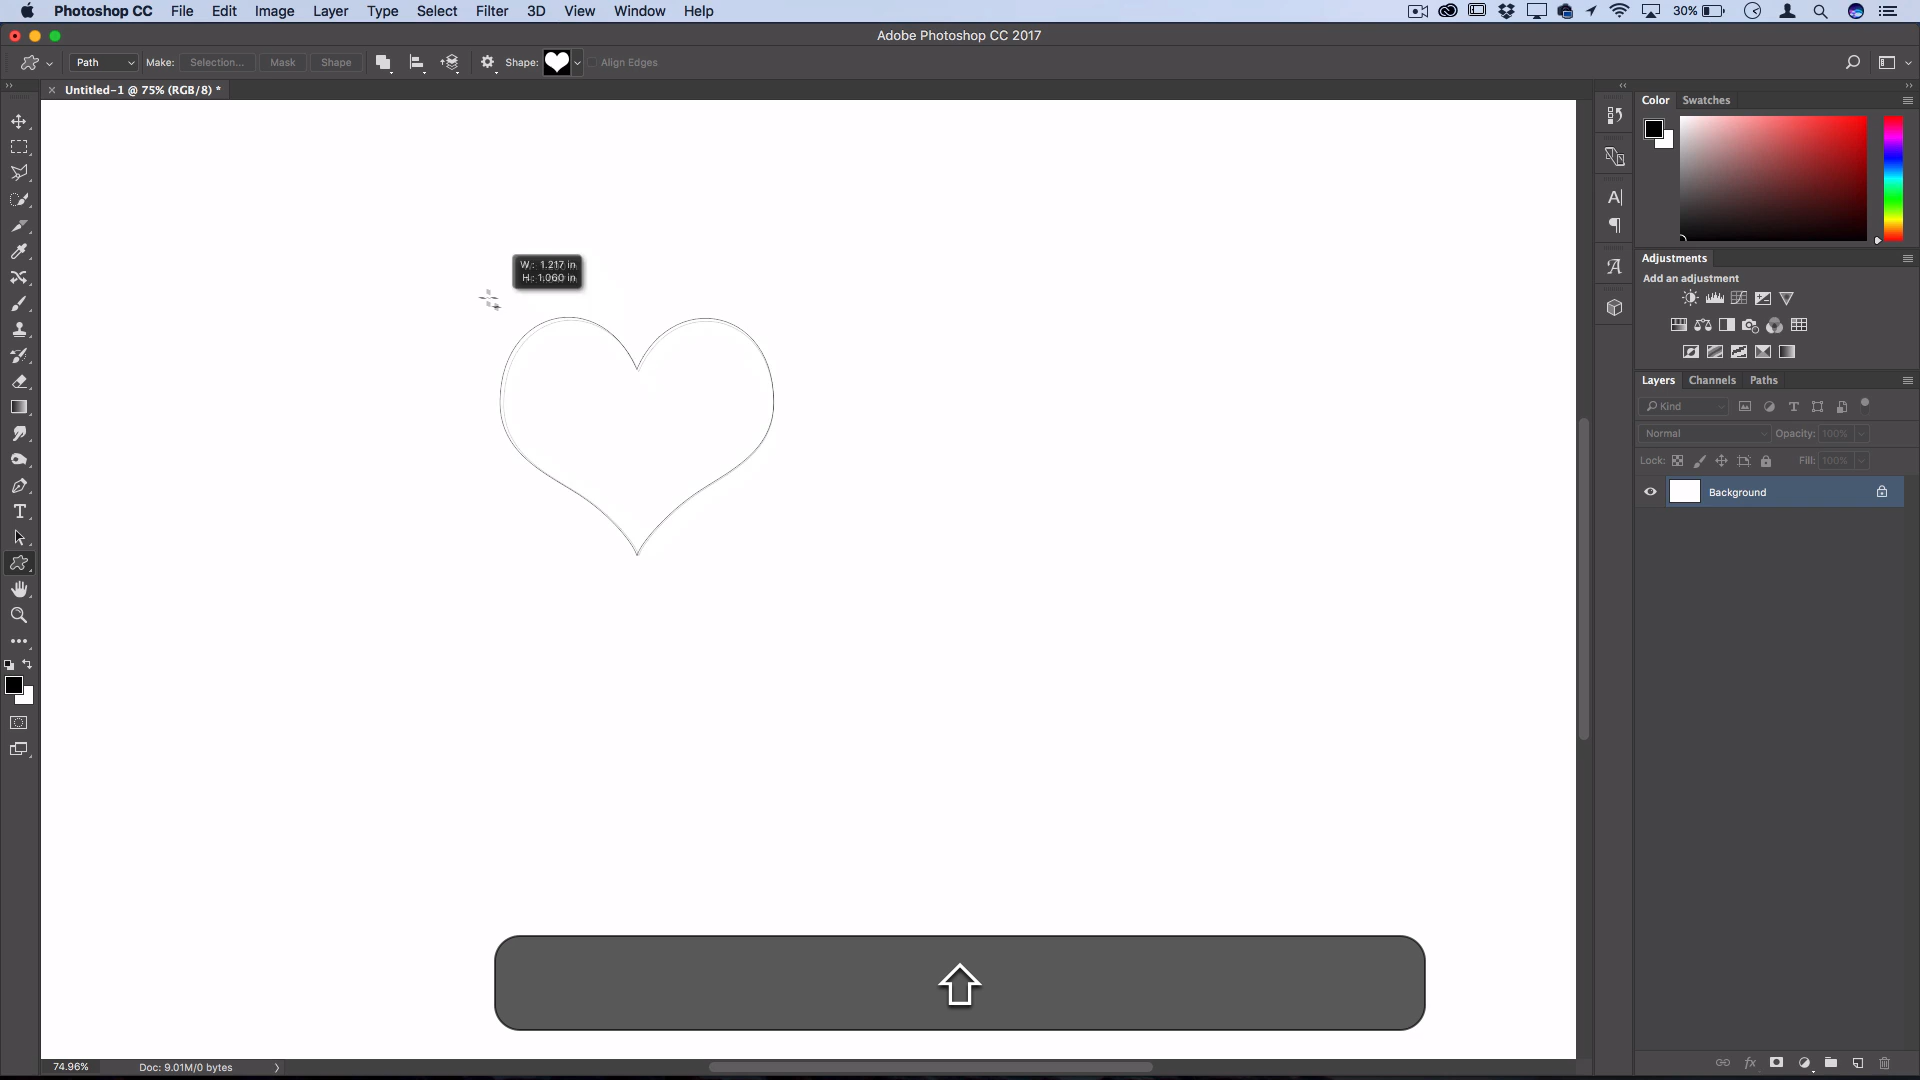 Photoshop CC File Edit Image Layer Type Select Filter 3D View Window Help 30%
Adobe Photoshop CC 2017
Path Make: Selection... Mask Shape Shape: Align Edges
Untitled-1 @ 75% (RGB/8) *
Color Swatches
W: 1.217 in
H: 1.060 in
Adjustments
Add an adjustment
Layers Channels Paths
Kind
Normal Opacity: 100%
Lock: Fill: 100%
Background
74.96% Doc: 9.01M/0 bytes